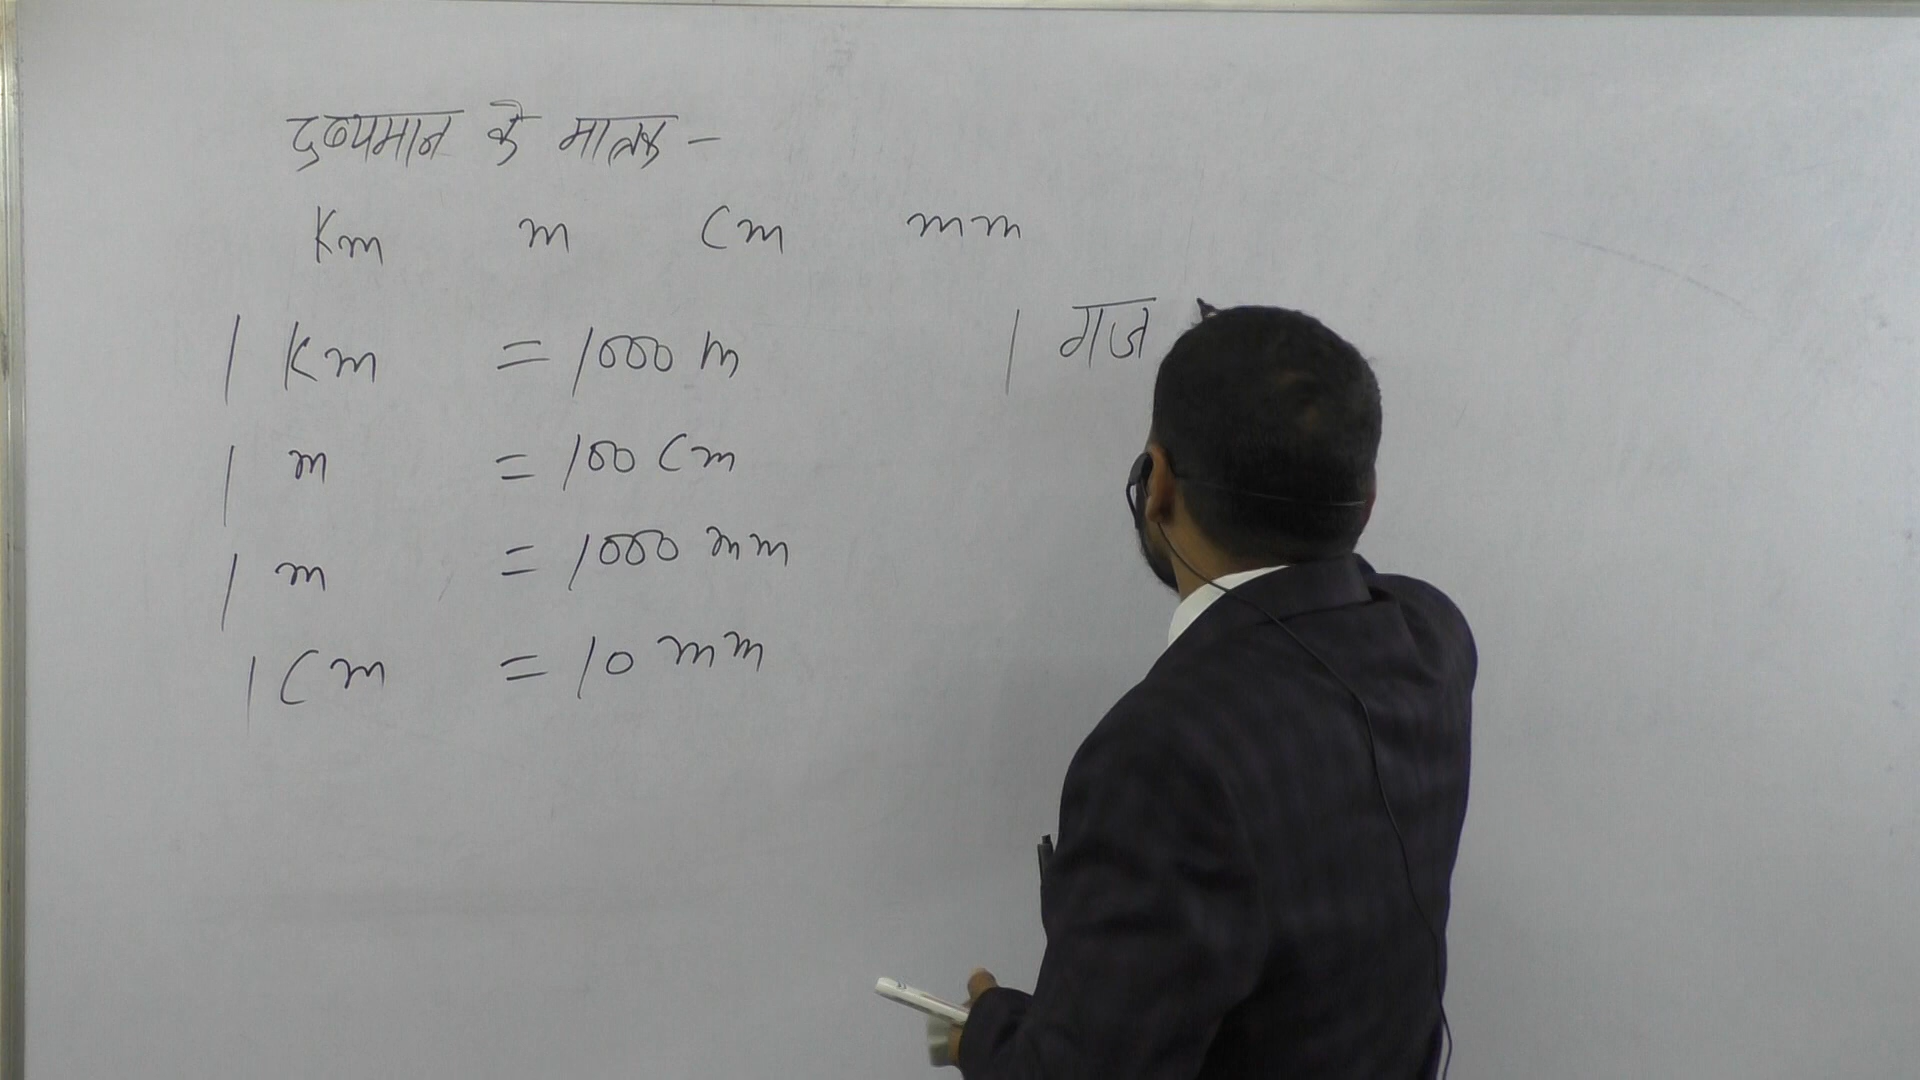 द्रव्यमान के मात्रक -
Km m Cm mm
1 Km = 1000 m
1 गज
1 m = 100 Cm
1 m = 1000 mm
1 Cm = 10 mm